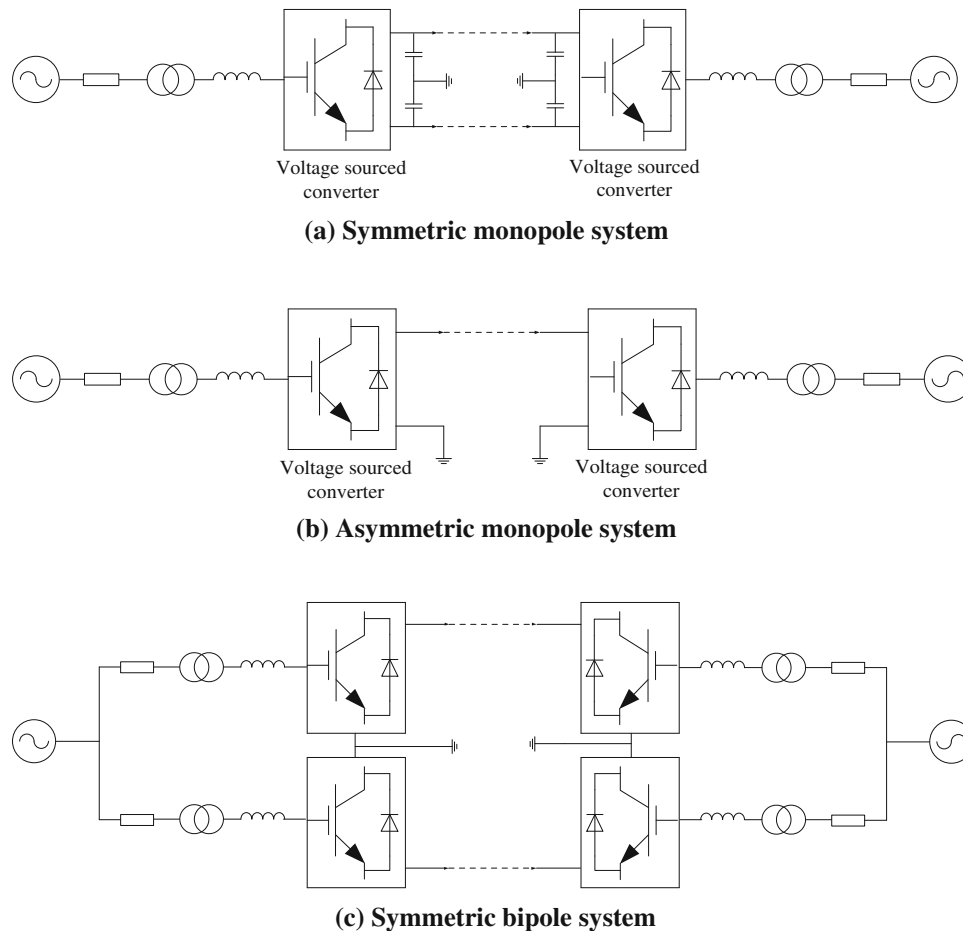 Voltage sourced
converter
Voltage sourced
converter
(a) Symmetric monopole system
Voltage sourced
converter
Voltage sourced
converter
(b) Asymmetric monopole system
(c) Symmetric bipole system